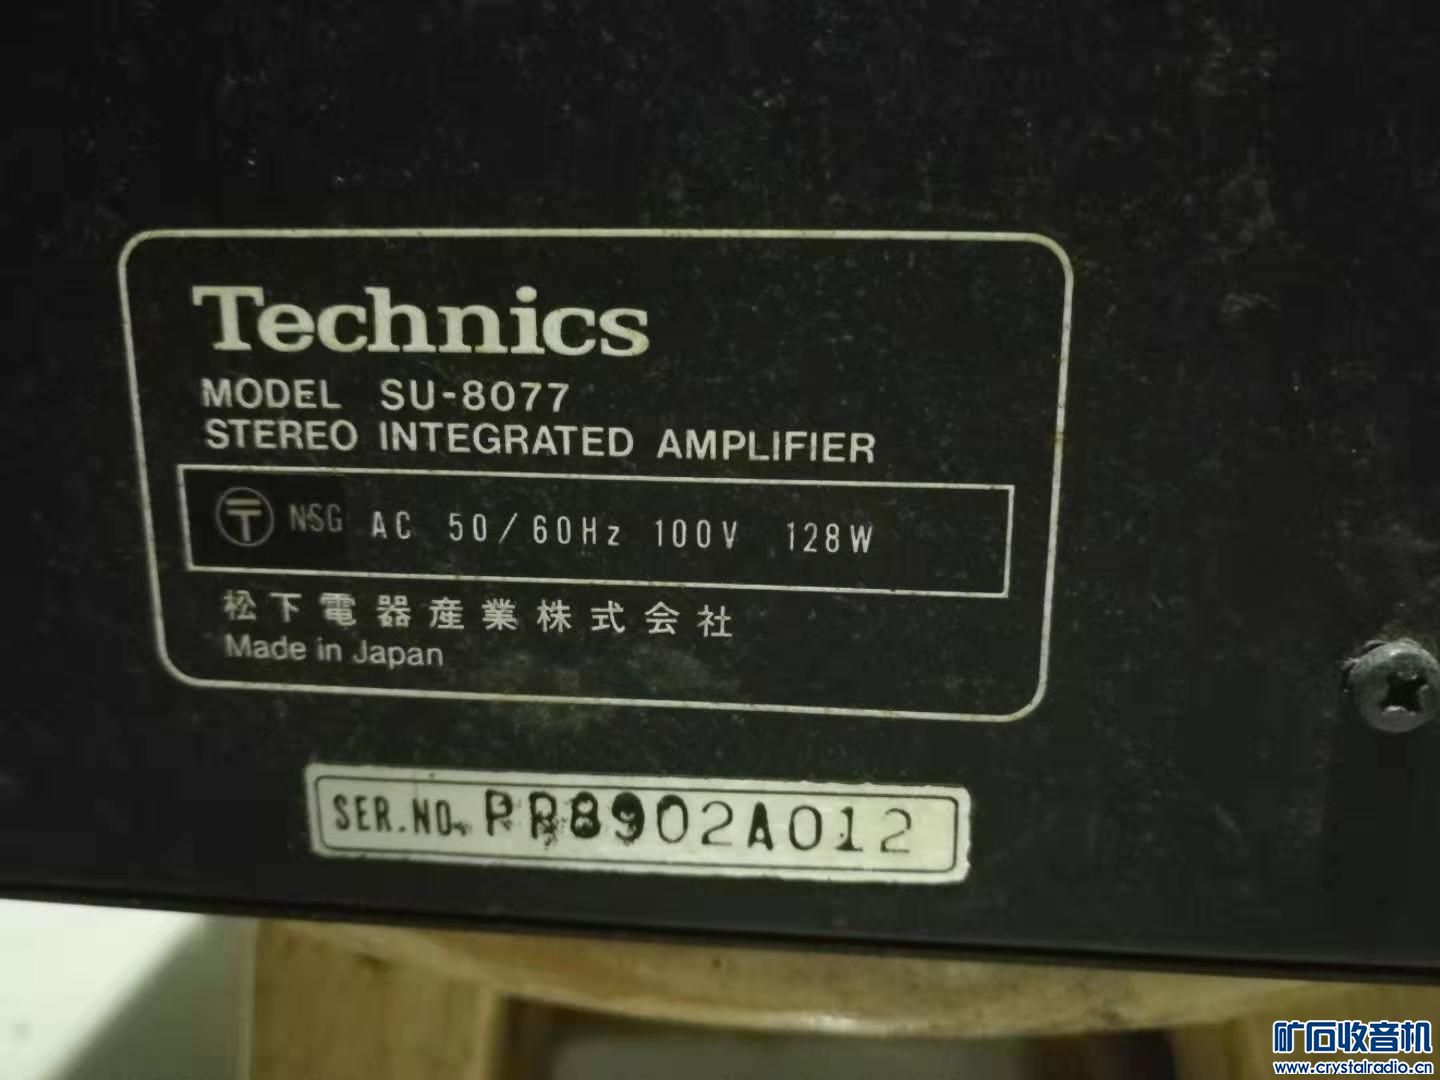 Technics
MODEL SU-8077
STEREO INTEGRATED AMPLIFIER
〒 NSG AC 50/60Hz 100V 128W
松下電器産業株式会社
Made in Japan
SER.NO. PR8902A012
矿石收音机
www.crystalradio.cn